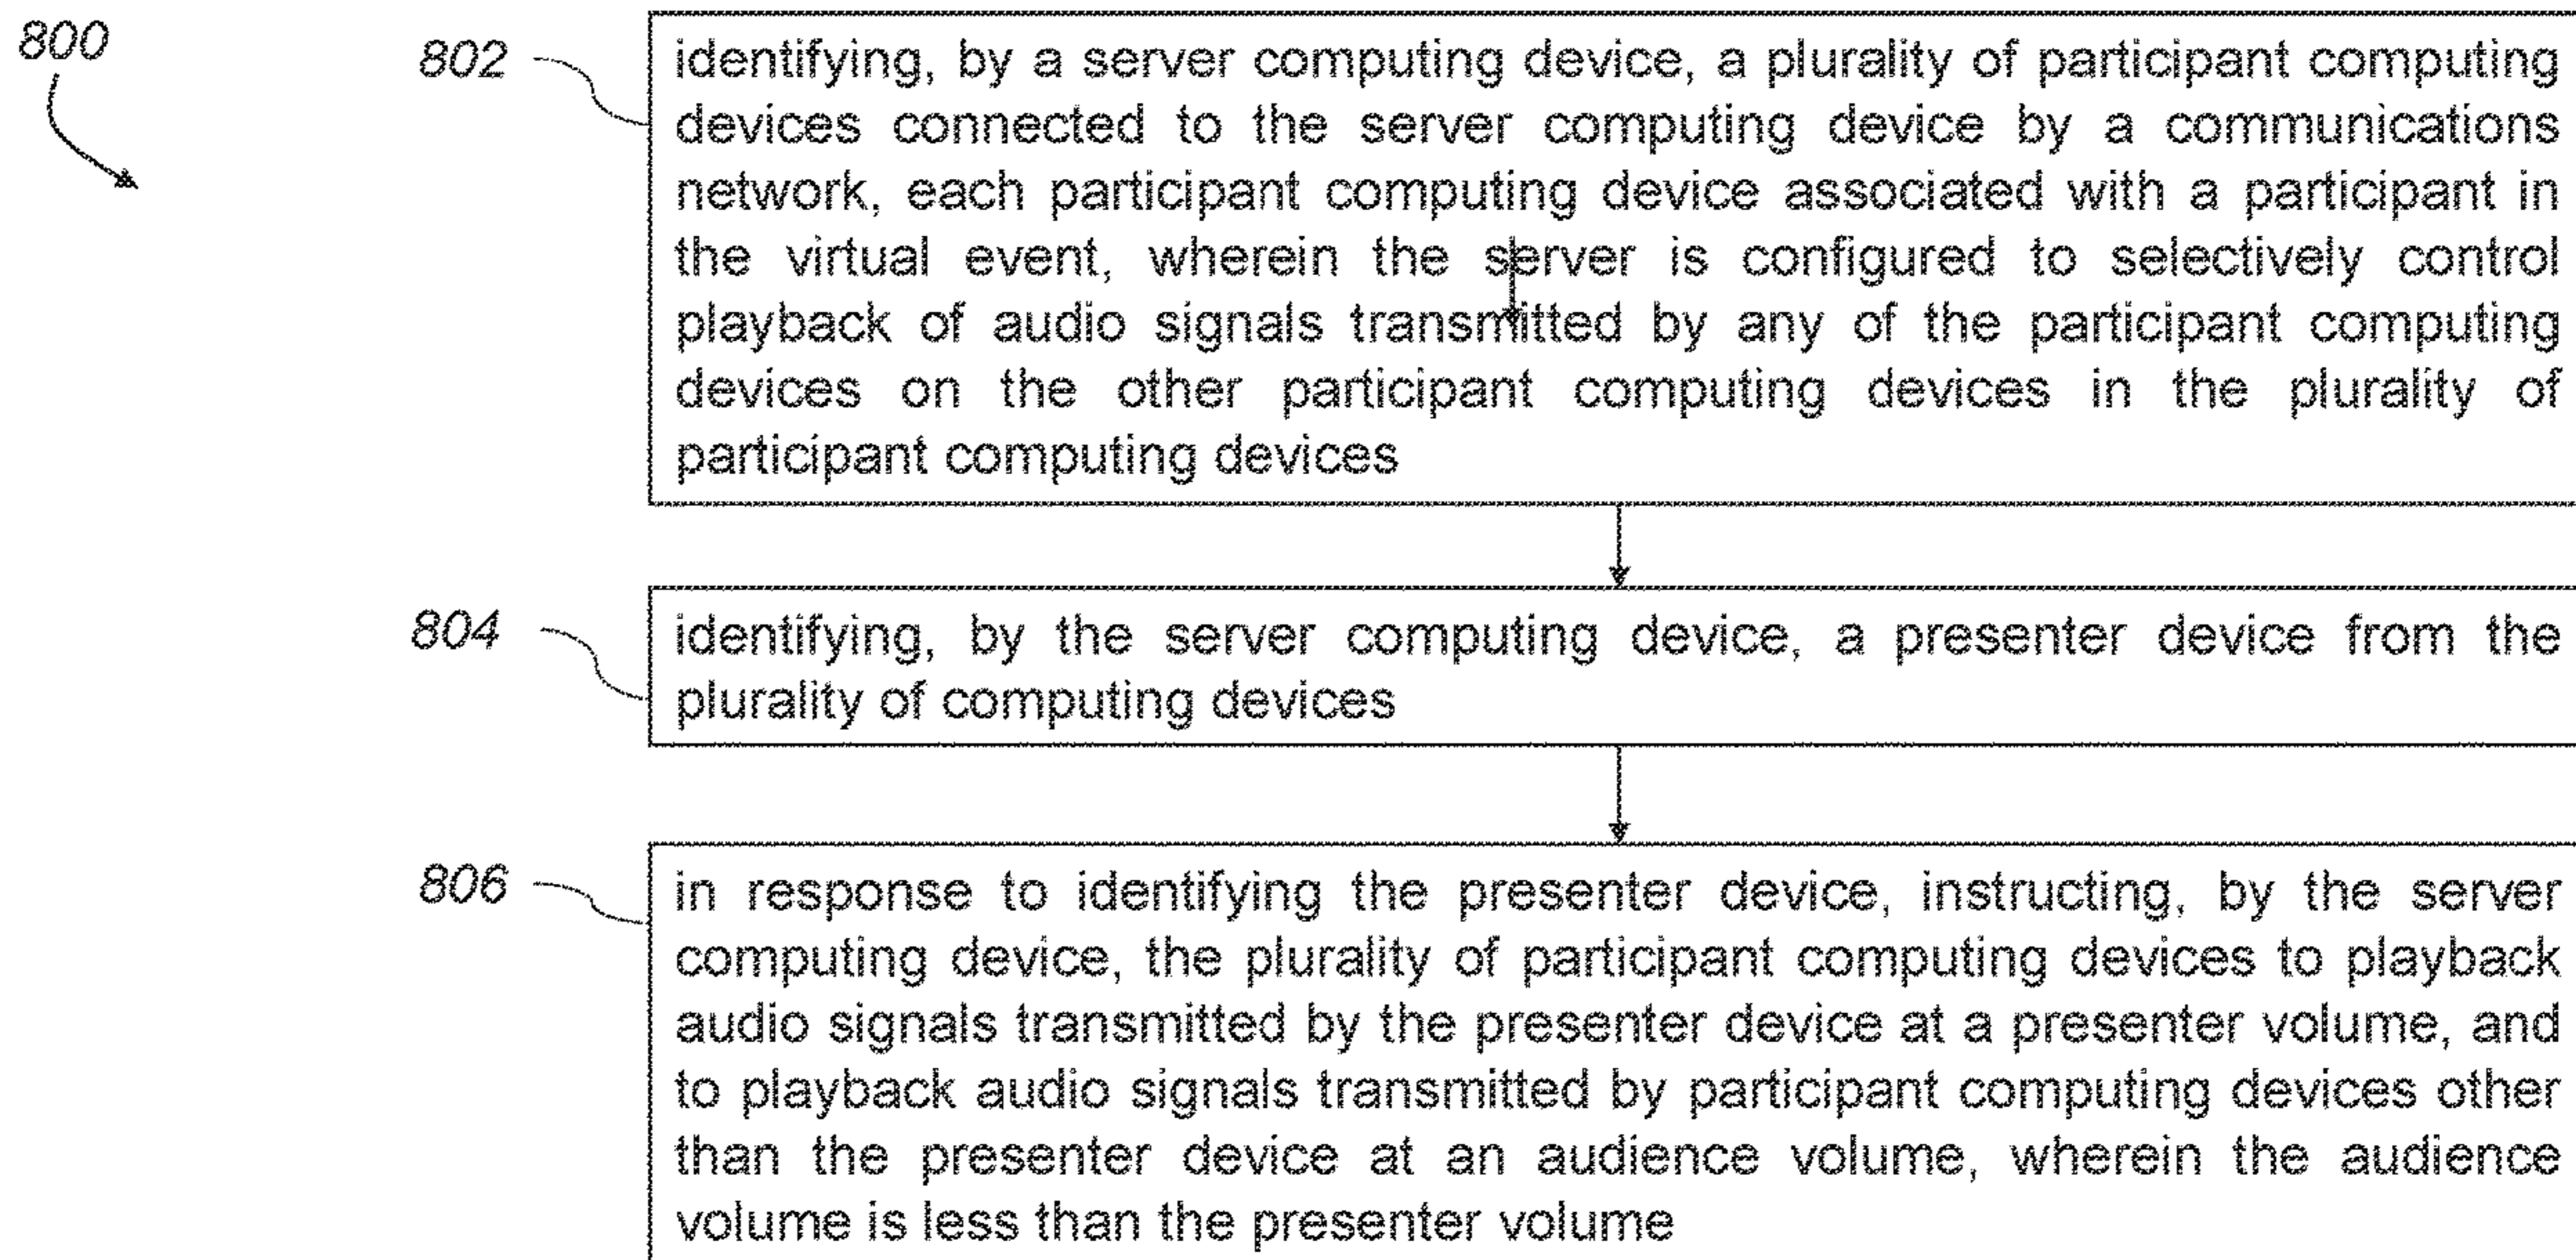 800
802
identifying, by a server computing device, a plurality of participant computing
devices connected to the server computing device by a communications
network, each participant computing device associated with a participant in
the virtual event, wherein the server is configured to selectively control
playback of audio signals transmitted by any of the participant computing
devices on the other participant computing devices in the plurality of
participant computing devices
804
identifying, by the server computing device, a presenter device from the
plurality of computing devices
806
in response to identifying the presenter device, instructing, by the server
computing device, the plurality of participant computing devices to playback
audio signals transmitted by the presenter device at a presenter volume, and
to playback audio signals transmitted by participant computing devices other
than the presenter device at an audience volume, wherein the audience
volume is less than the presenter volume